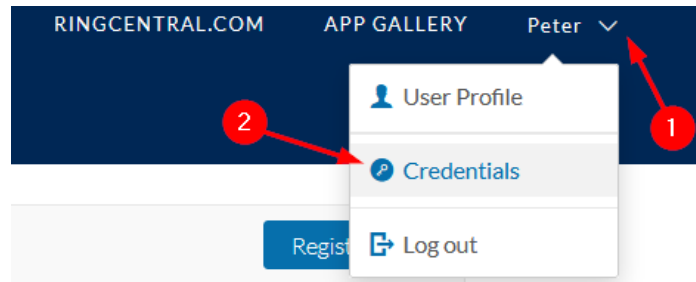 RINGCENTRAL.COM APP GALLERY Peter
User Profile
1
2
Credentials
Regist
Log out